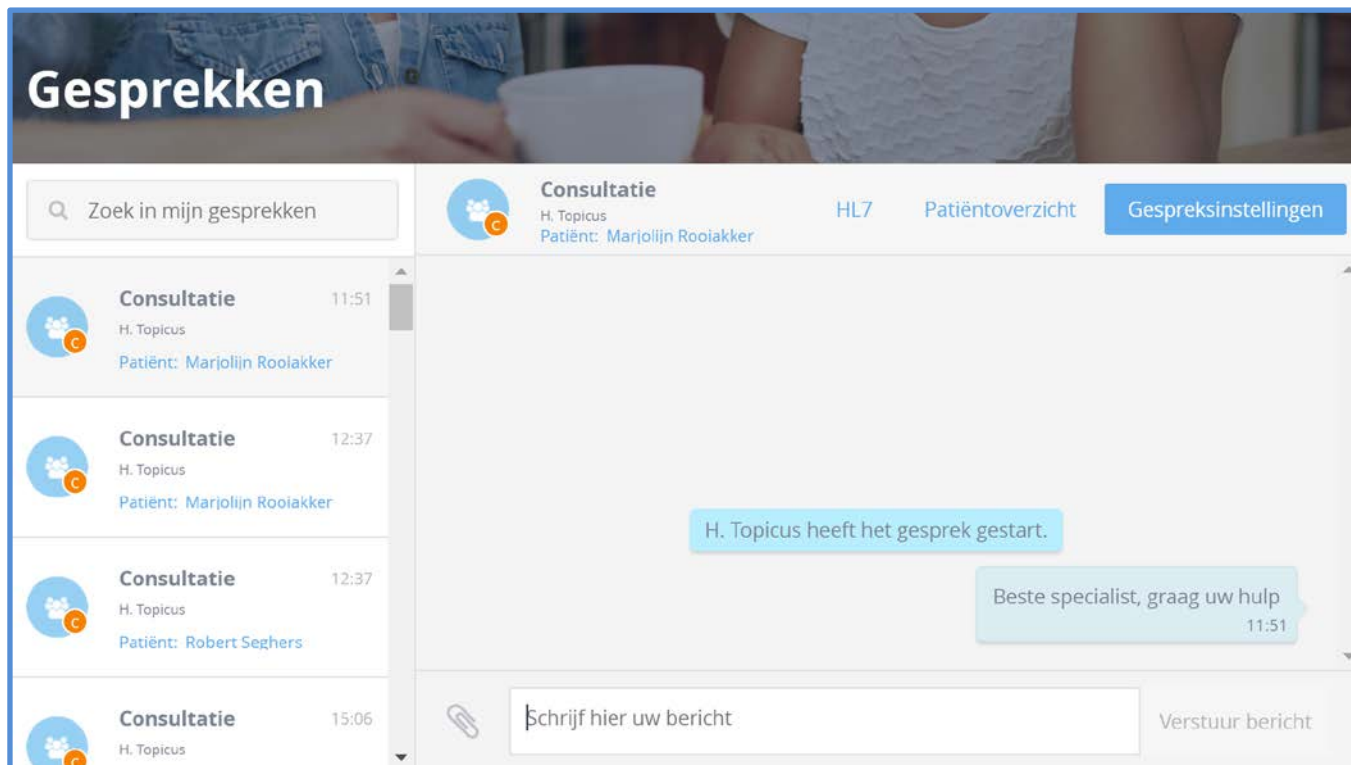 Gesprekken
Zoek in mijn gesprekken
Consultatie 11:51
H. Topicus
Patiënt: Marjolijn Rooiakker
C
Consultatie 12:37
H. Topicus
Patiënt: Marjolijn Rooiakker
C
Consultatie 12:37
H. Topicus
Patiënt: Robert Seghers
C
Consultatie 15:06
H. Topicus
C
Consultatie
H. Topicus
Patiënt: Marjolijn Rooiakker
C
HL7 Patiëntoverzicht Gespreksinstellingen
H. Topicus heeft het gesprek gestart.
Beste specialist, graag uw hulp
11:51
Schrijf hier uw bericht
Verstuur bericht